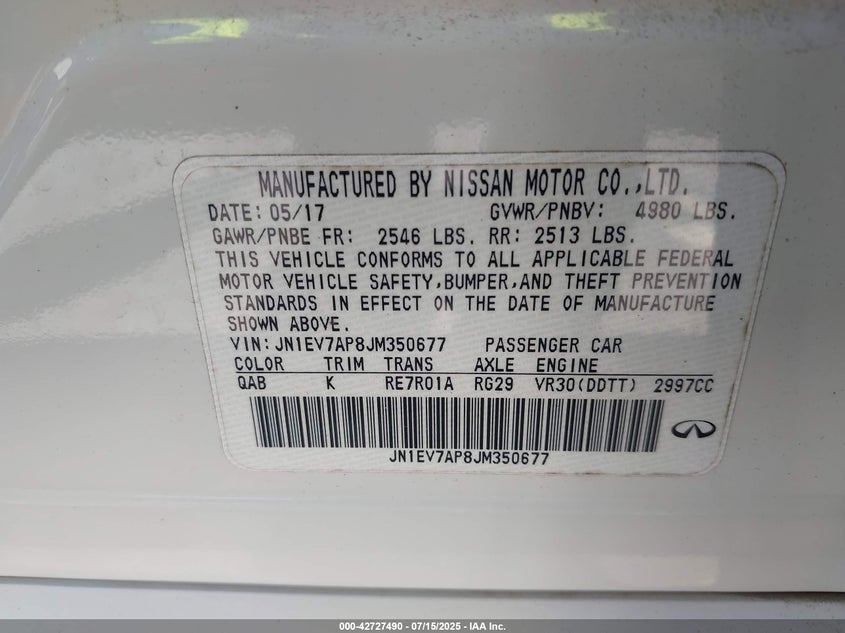 MANUFACTURED BY NISSAN MOTOR CO.,LTD.
DATE: 05/17 GVWR/PNBV: 4980 LBS.
GAWR/PNBE FR: 2546 LBS. RR: 2513 LBS.
THIS VEHICLE CONFORMS TO ALL APPLICABLE FEDERAL
MOTOR VEHICLE SAFETY,BUMPER,AND THEFT PREVENTION
STANDARDS IN EFFECT ON THE DATE OF MANUFACTURE
SHOWN ABOVE.
VIN:JN1EV7AP8JM350677 PASSENGER CAR
COLOR TRIM TRANS AXLE ENGINE
QAB K RE7R01A RG29 VR30(DDTT) 2997CC
JN1EV7AP8JM350677
000-42727490 - 07/15/2025 - IAA Inc.